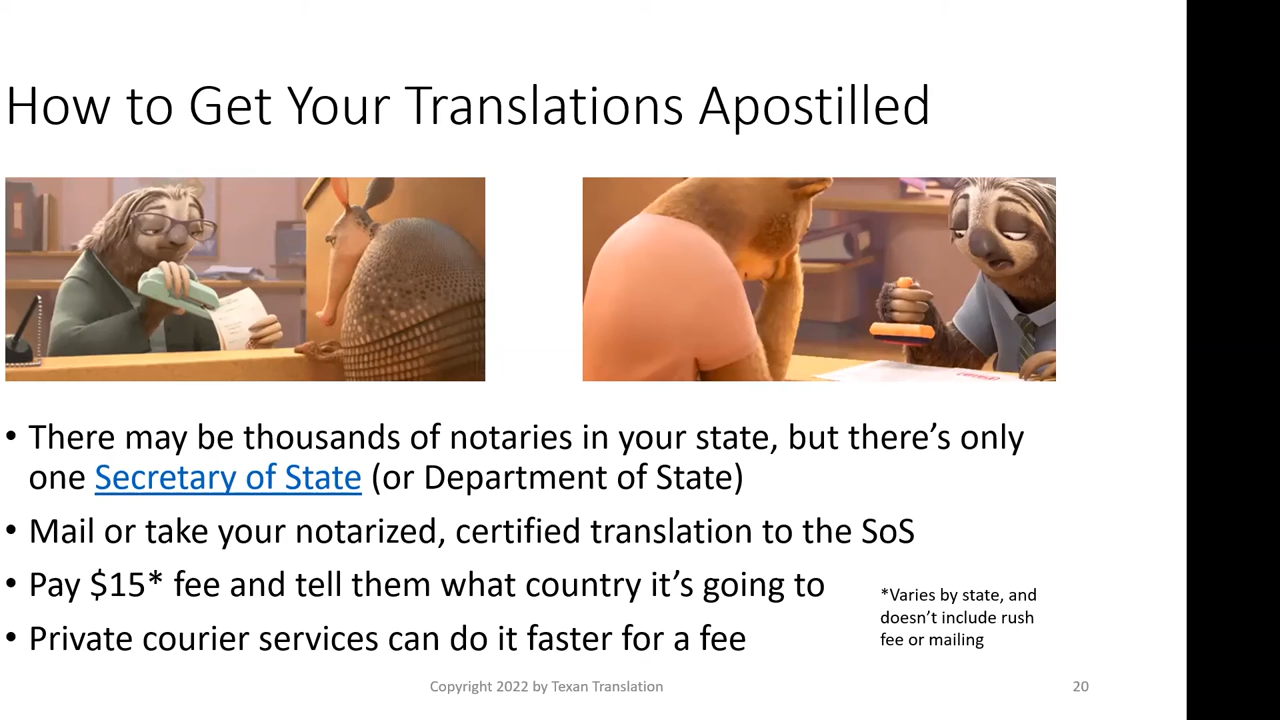 How to Get Your Translations Apostilled
• There may be thousands of notaries in your state, but there’s only
one Secretary of State (or Department of State)
• Mail or take your notarized, certified translation to the SoS
• Pay $15* fee and tell them what country it’s going to
*Varies by state, and
doesn’t include rush
fee or mailing
• Private courier services can do it faster for a fee
Copyright 2022 by Texan Translation
20